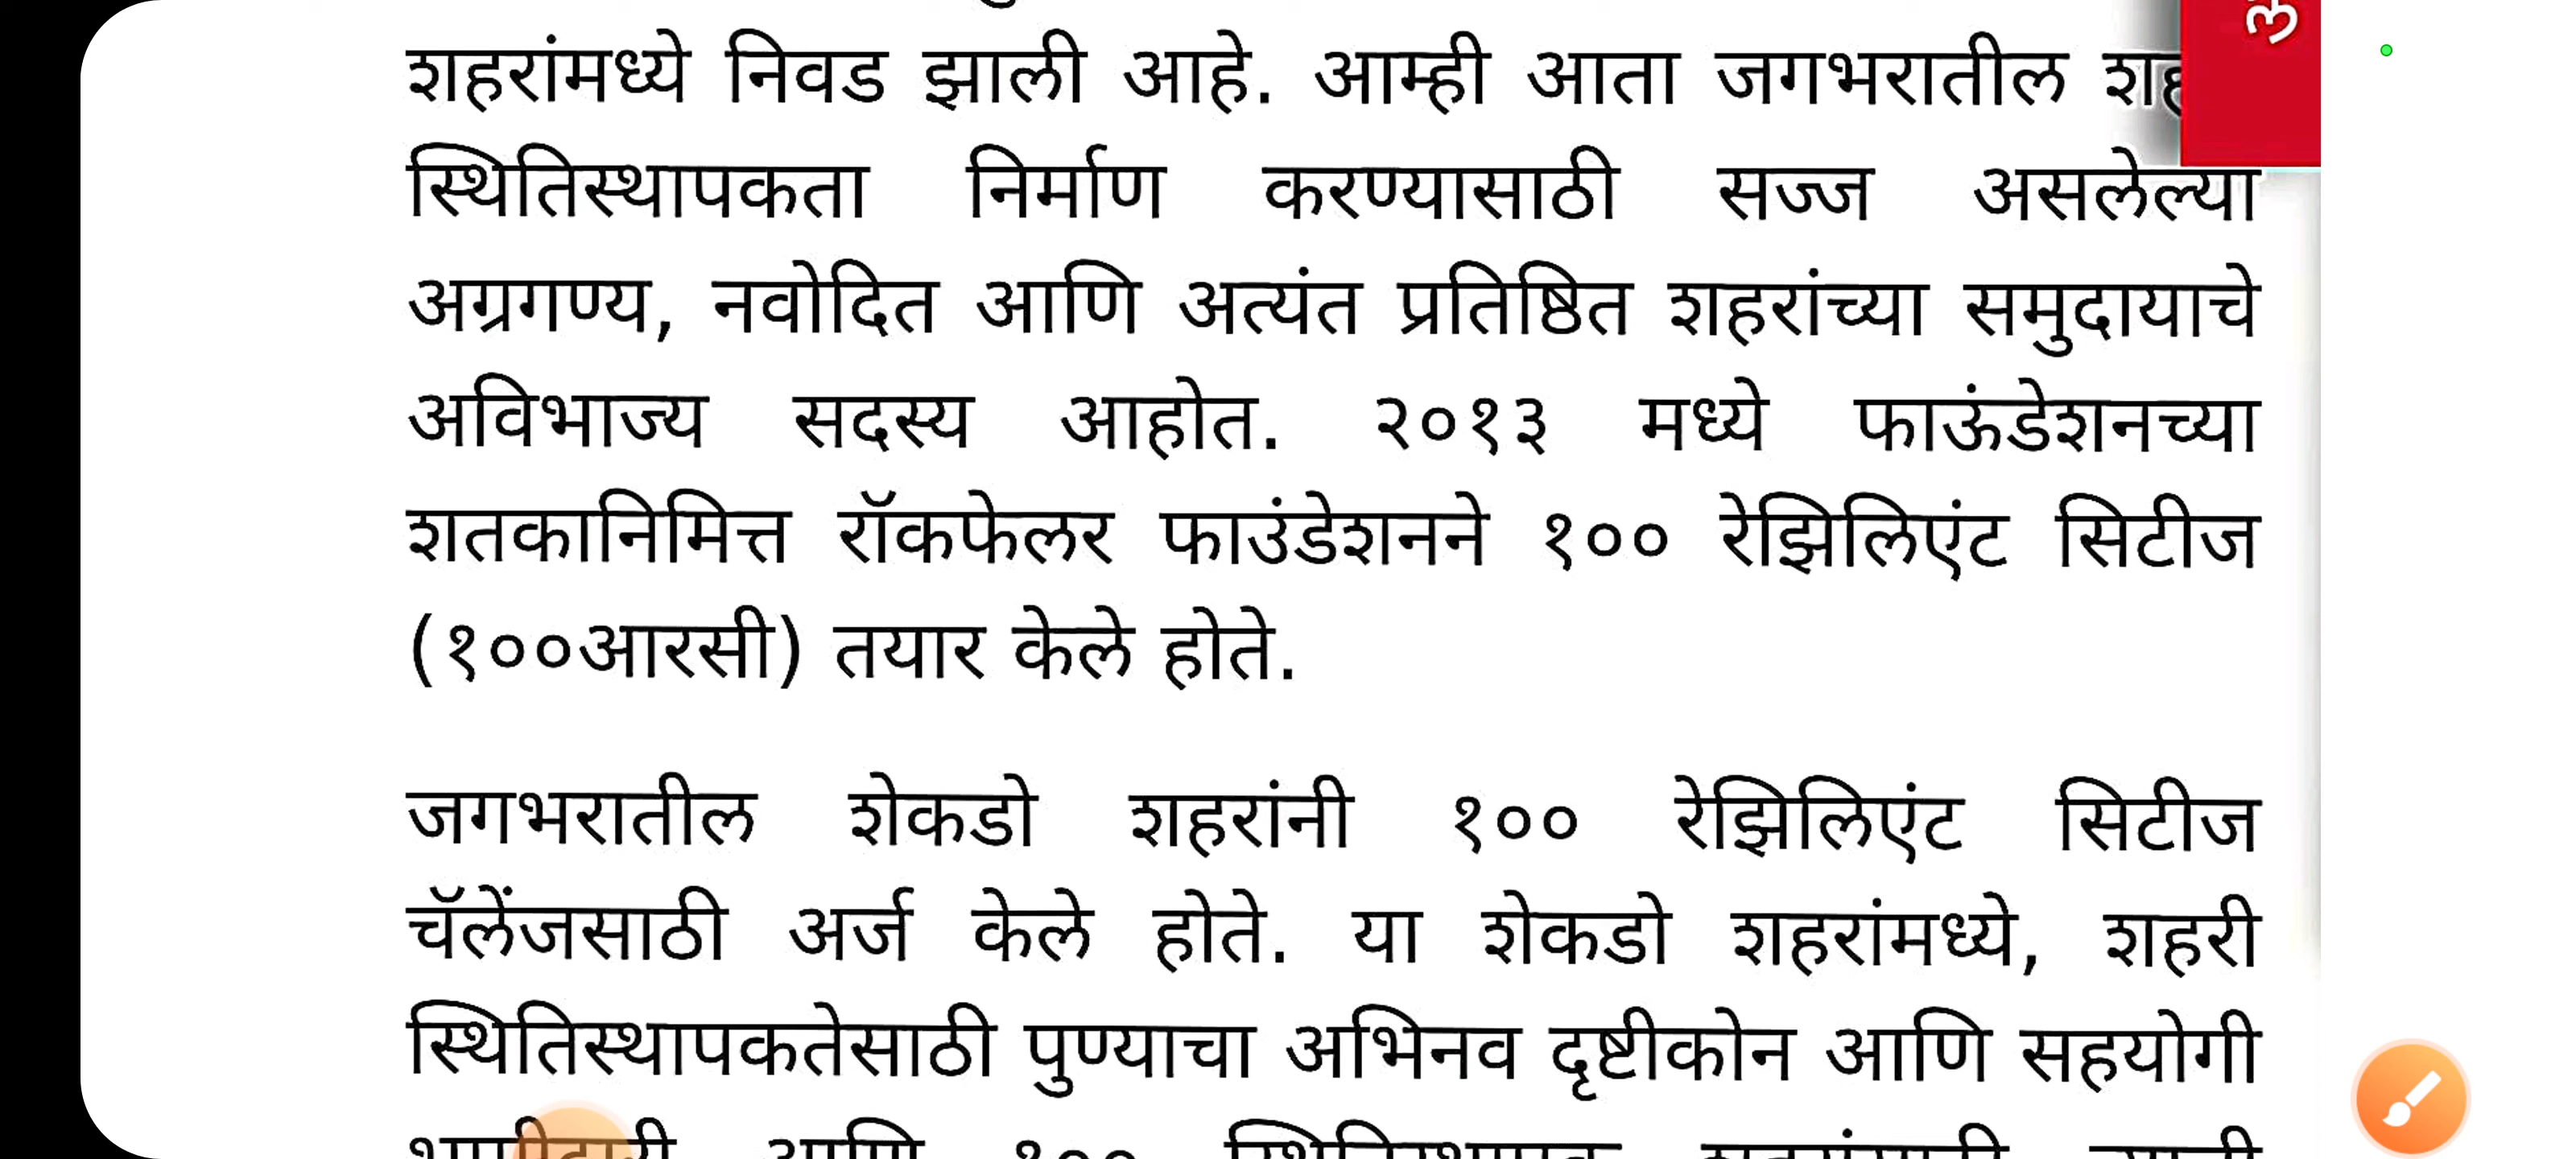 शहरांमध्ये निवड झाली आहे. आम्ही आता जगभरातील
स्थितिस्थापकता निर्माण करण्यासाठी सज्ज असलेल्या
अग्रगण्य, नवोदित आणि अत्यंत प्रतिष्ठित शहरांच्या समुदायाचे
अविभाज्य सदस्य आहोत. २०१३ मध्ये फाऊंडेशनच्या
शतकानिमित्त रॉकफेलर फाउंडेशनने १०० रेझिलिएंट सिटीज
(१००आरसी) तयार केले होते.
जगभरातील शेकडो शहरांनी १०० रेझिलिएंट सिटीज
चॅलेंजसाठी अर्ज केले होते. या शेकडो शहरांमध्ये, शहरी
स्थितिस्थापकतेसाठी पुण्याचा अभिनव दृष्टीकोन आणि सहयोगी
आणि १००